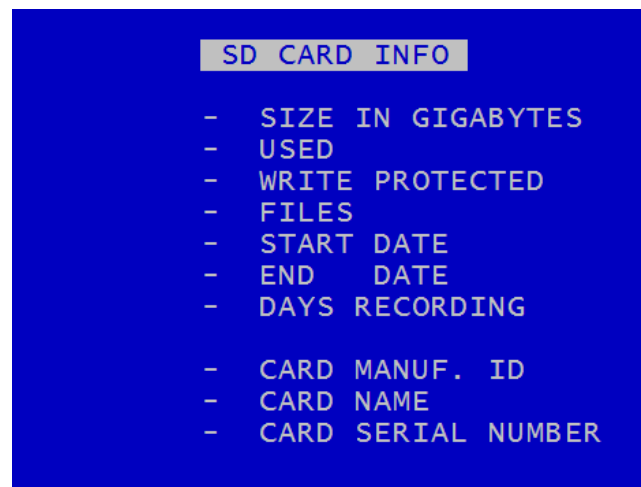 SD CARD INFO
- SIZE IN GIGABYTES
- USED
- WRITE PROTECTED
- FILES
- START DATE
- END DATE
- DAYS RECORDING
- CARD MANUF. ID
- CARD NAME
- CARD SERIAL NUMBER